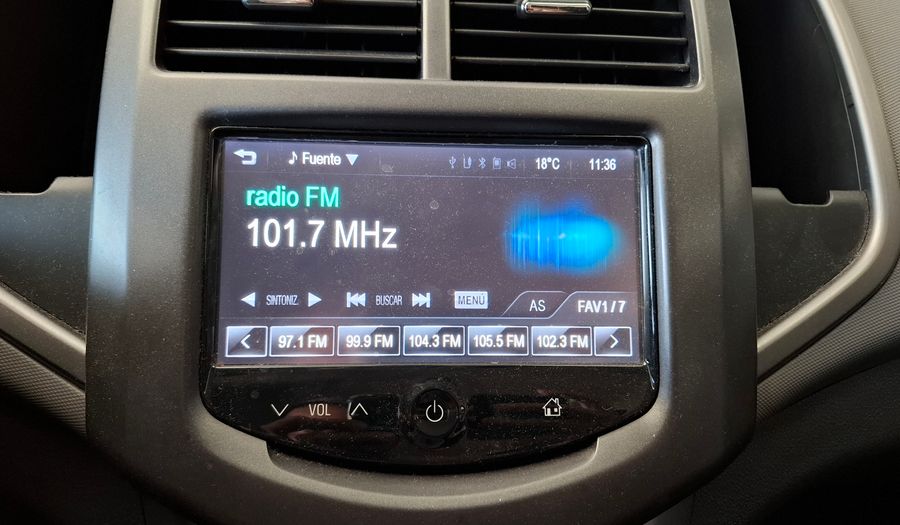 Fuente 18°C 11:36
radio FM
101.7 MHz
SINTONIZ. BUSCAR MENÚ AS FAV1/7
97.1 FM 99.9 FM 104.3 FM 105.5 FM 102.3 FM
VOL